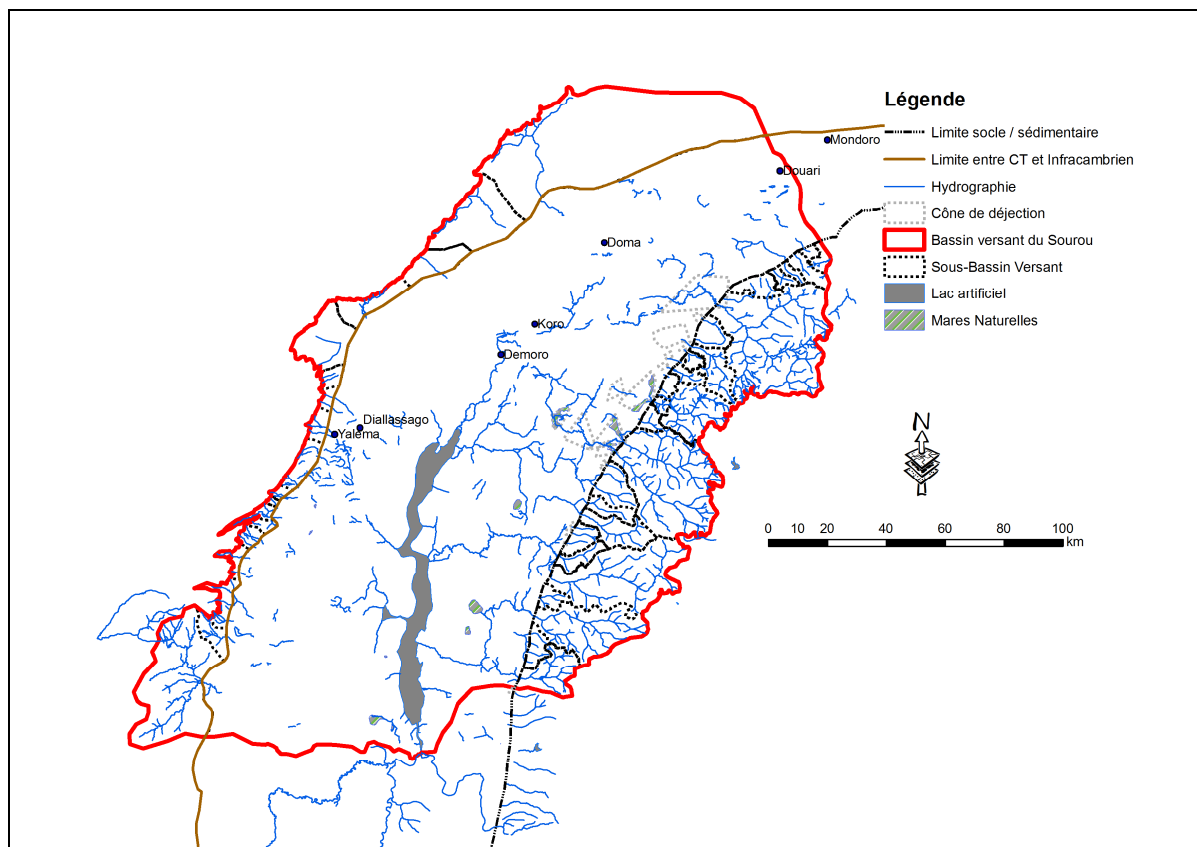 Légende
Limite socle / sédimentaire
Limite entre CT et Infracambrien
Hydrographie
Cône de déjection
Bassin versant du Sourou
Sous-Bassin Versant
Lac artificiel
Mares Naturelles
Mondoro
Douari
Doma
Koro
Demoro
Diallassago
Yalema
N
0 10 20 40 60 80 100
km